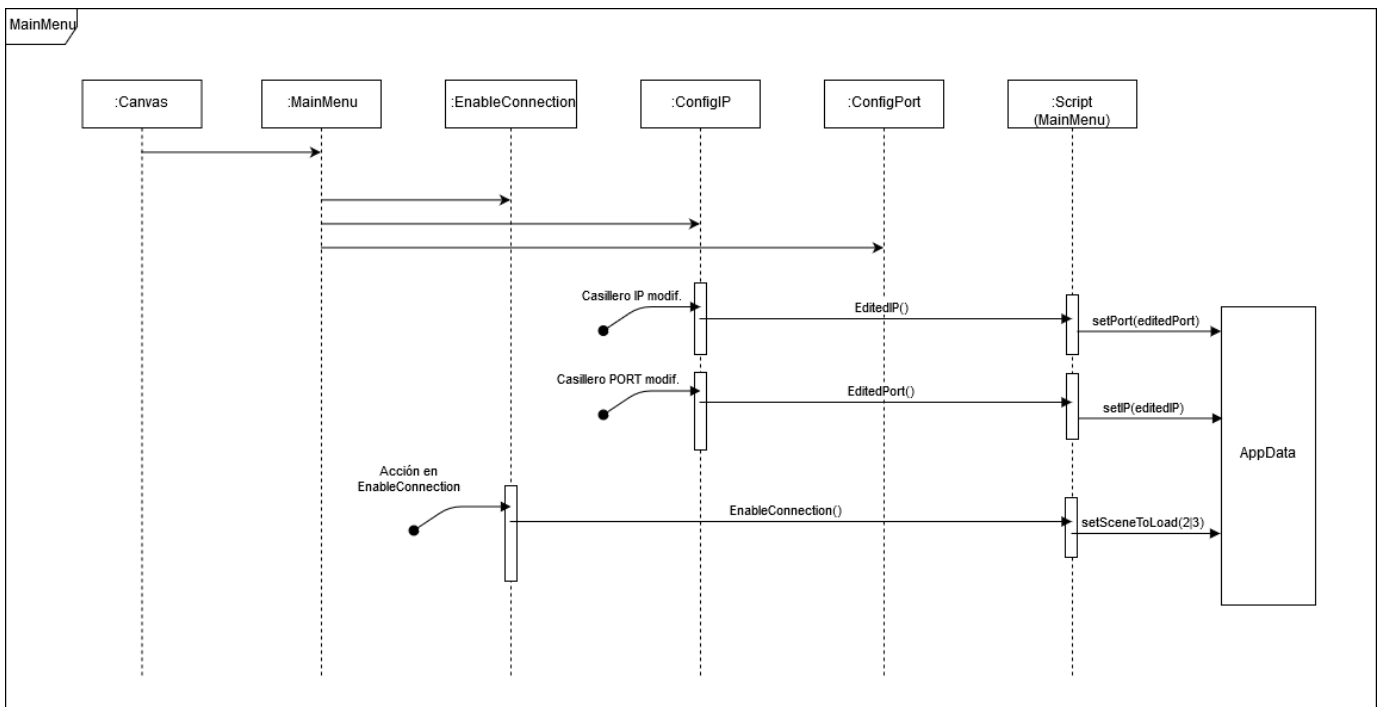 MainMenu
:Canvas
:MainMenu
:EnableConnection
:ConfigIP
:ConfigPort
:Script
(MainMenu)
Casillero IP modif.
EditedIP()
setPort(editedPort)
Casillero PORT modif.
EditedPort()
setIP(editedIP)
AppData
Acción en
EnableConnection
EnableConnection()
setSceneToLoad(2|3)